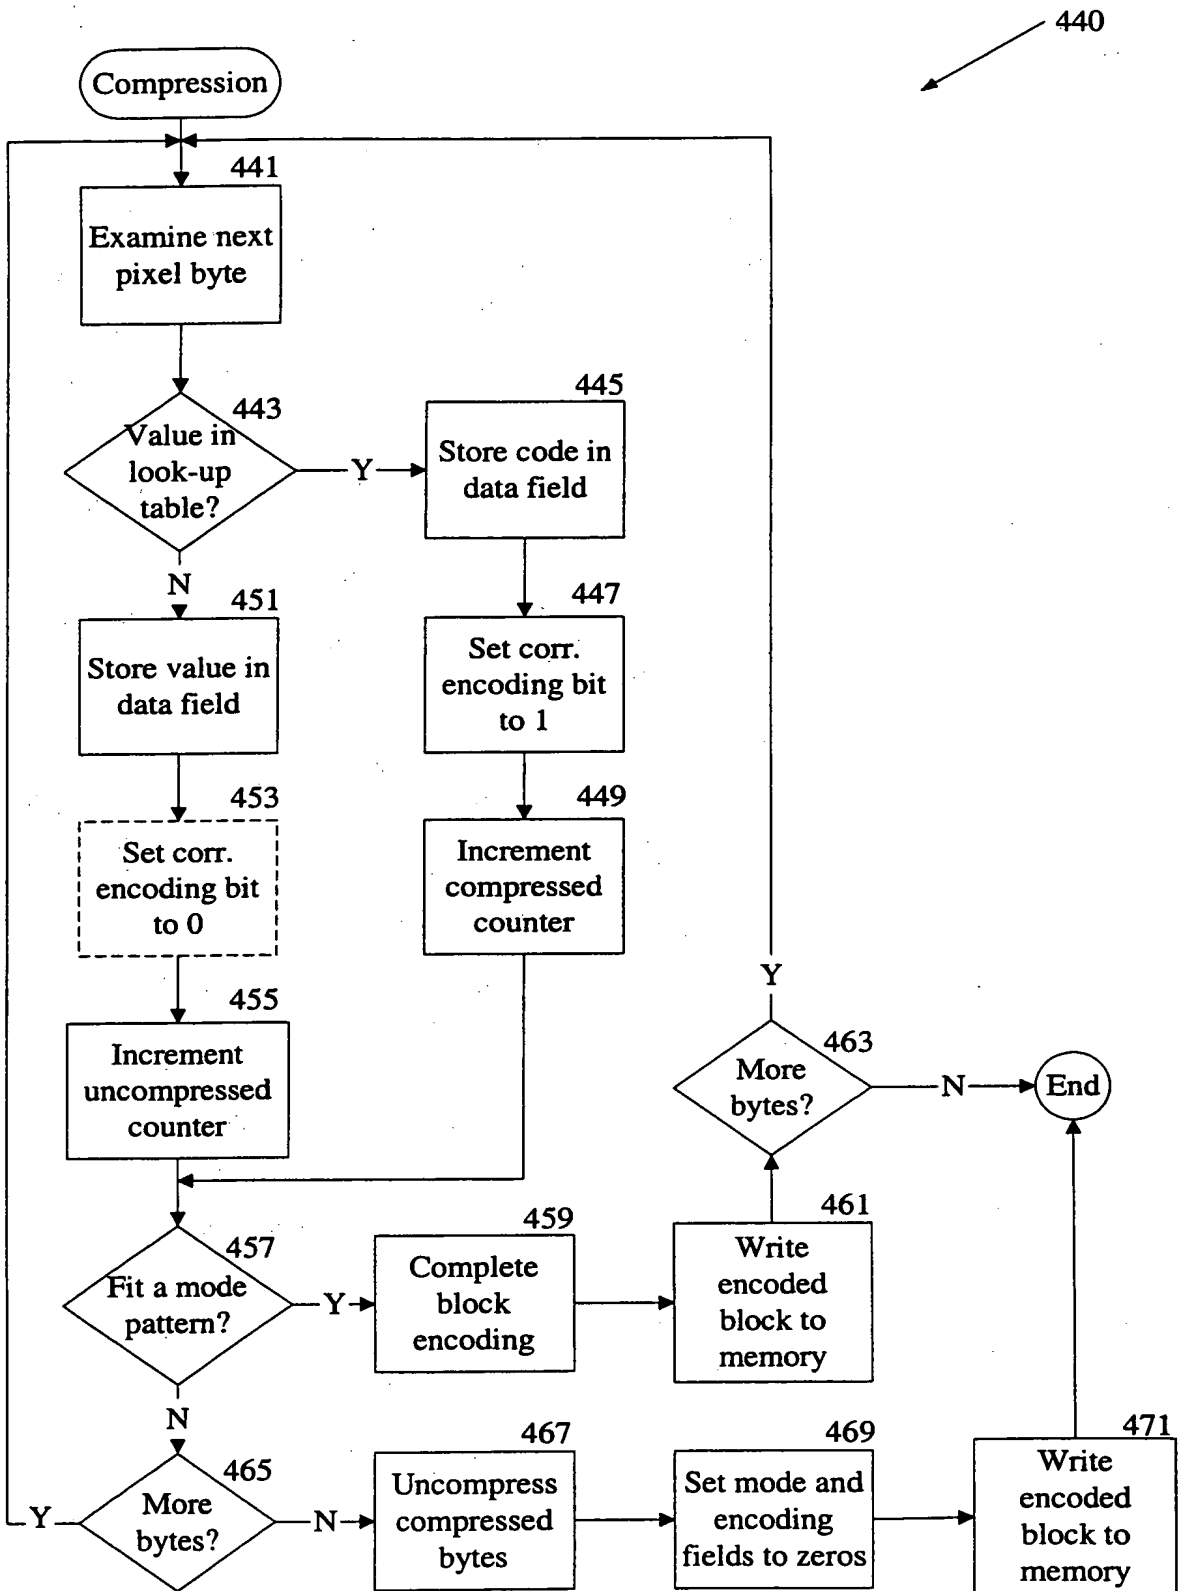 440
Compression
441
Examine next
pixel byte
443
Value in
look-up
table?
Y
445
Store code in
data field
N
447
Set corr.
encoding bit
to 1
451
Store value in
data field
449
Increment
compressed
counter
453
Set corr.
encoding bit
to 0
455
Increment
uncompressed
counter
Y
463
More
bytes?
N
End
457
Fit a mode
pattern?
Y
459
Complete
block
encoding
461
Write
encoded
block to
memory
N
465
More
bytes?
Y
N
467
Uncompress
compressed
bytes
469
Set mode and
encoding
fields to zeros
471
Write
encoded
block to
memory